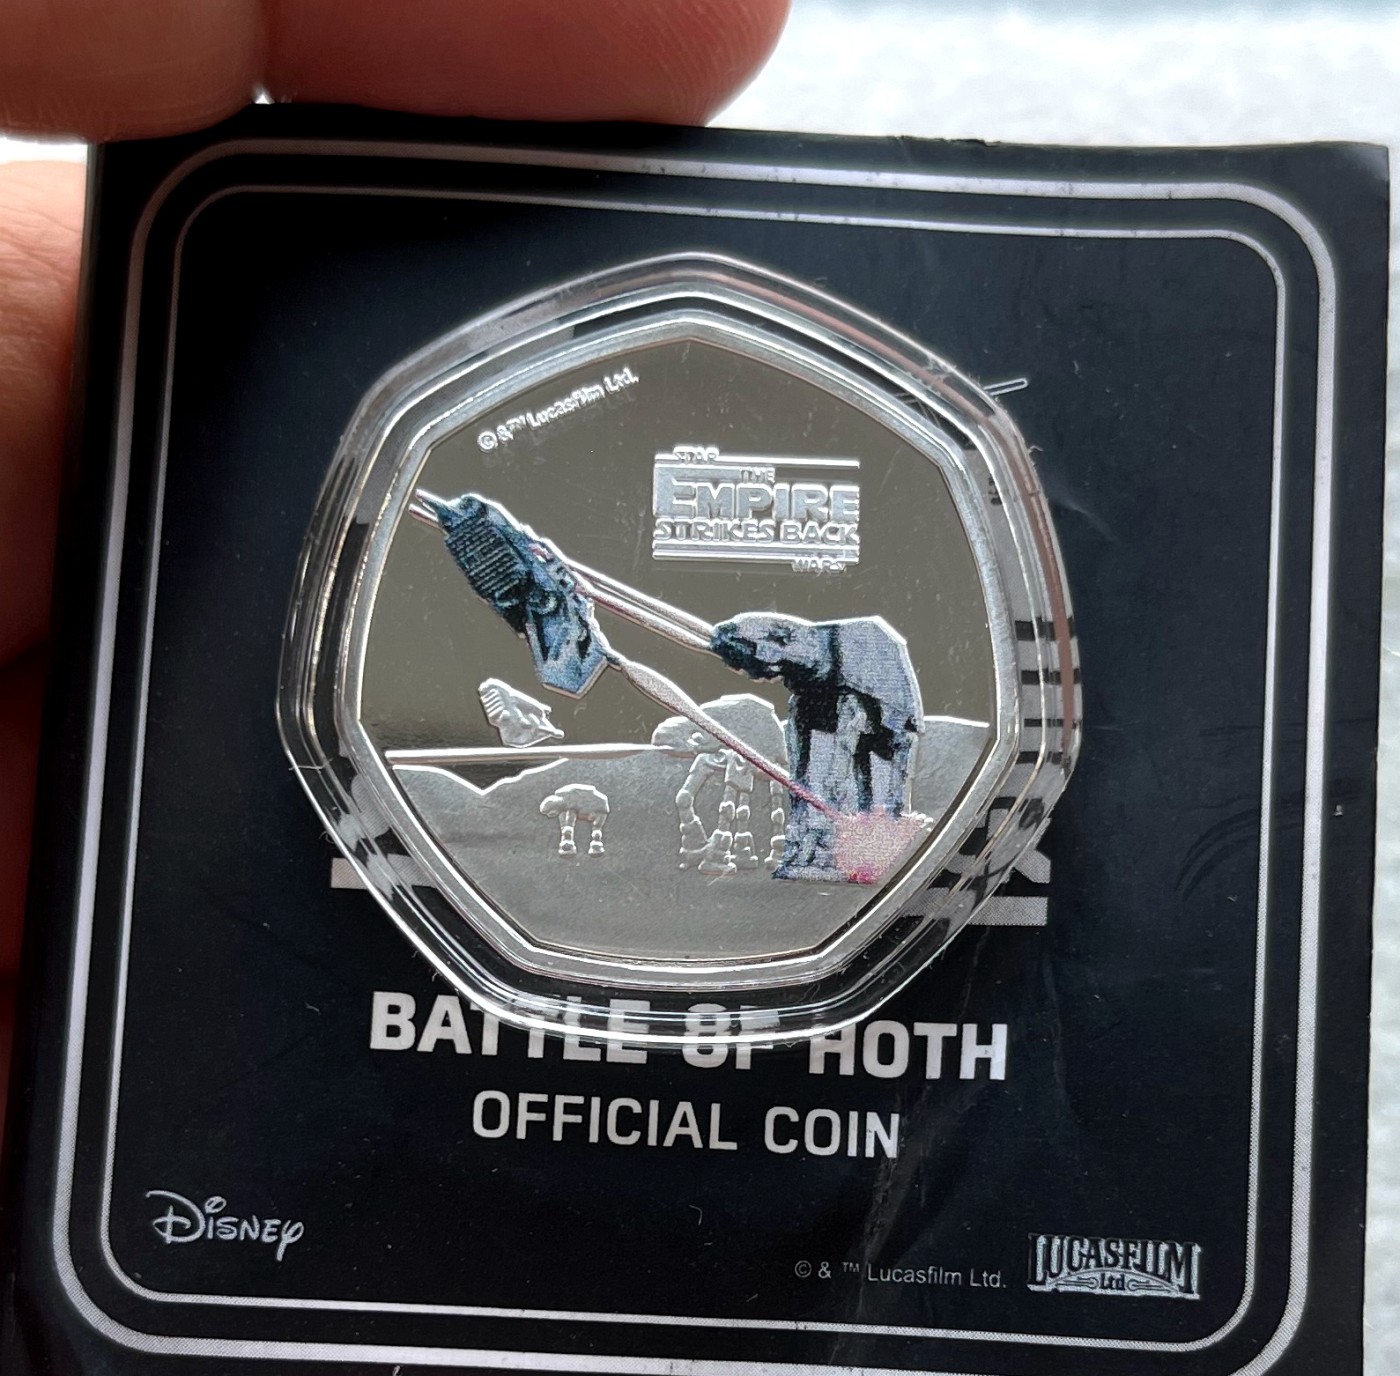 © & ™ Lucasfilm Ltd.
STAR
THE
EMPIRE
STRIKES BACK
WARS
BATTLE OF HOTH
OFFICIAL COIN
Disney
© & ™ Lucasfilm Ltd.
LUCASFILM
Ltd